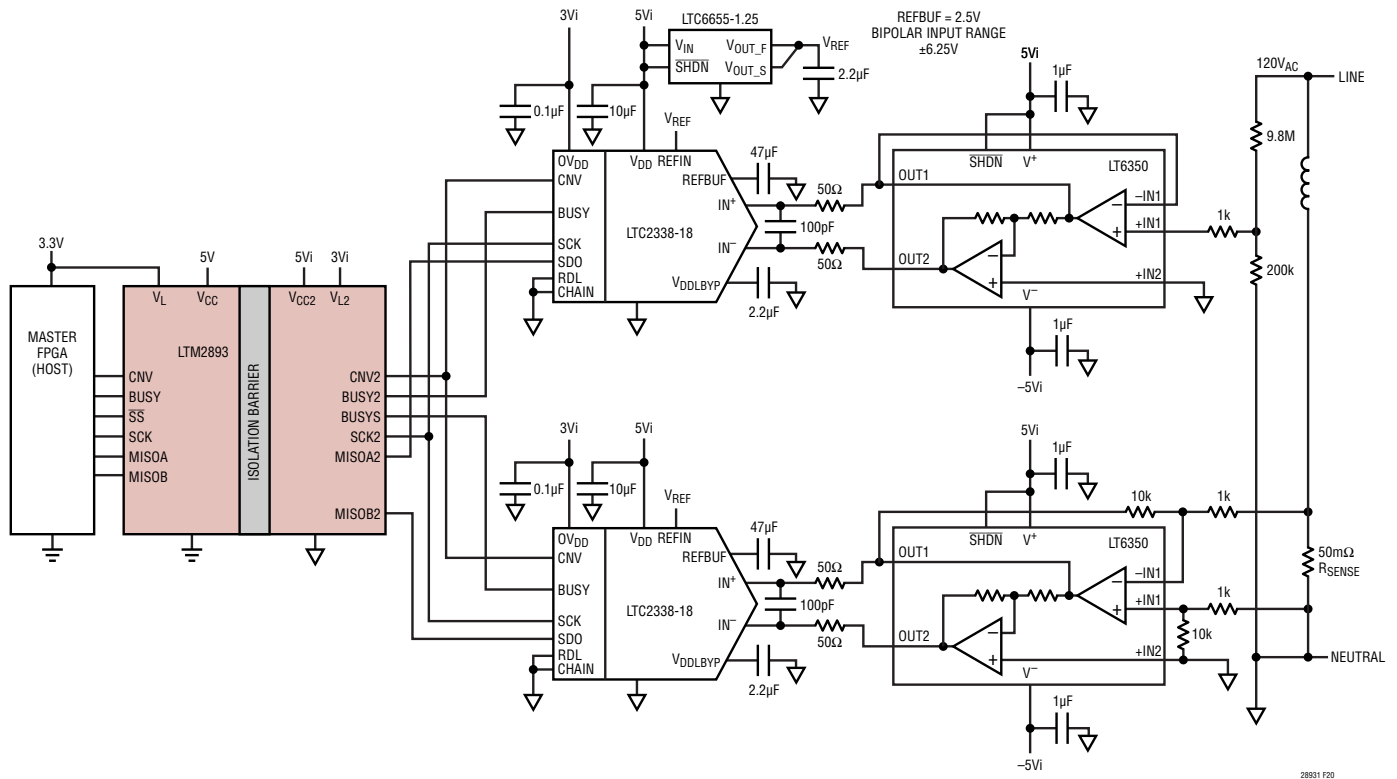 3Vi
5Vi
LTC6655-1.25
VIN
SHDN
VOUT_F
VOUT_S
VREF
2.2µF
REFBUF = 2.5V
BIPOLAR INPUT RANGE
±6.25V
5Vi
1µF
120VAC
LINE
0.1µF
10µF
VREF
9.8M
OVDD
VDD
REFIN
CNV
REFBUF
47µF
BUSY
IN+
50Ω
LTC2338-18
100pF
SCK
IN–
50Ω
SDO
RDL
CHAIN
VDDLBYP
2.2µF
SHDN
V+
LT6350
OUT1
–IN1
+IN1
1k
OUT2
+IN2
V–
200k
1µF
–5Vi
3.3V
5V
5Vi
3Vi
VL
VCC
VCC2
VL2
MASTER
FPGA
(HOST)
LTM2893
ISOLATION BARRIER
CNV
BUSY
SS
SCK
MISOA
MISOB
CNV2
BUSY2
BUSYS
SCK2
MISOA2
MISOB2
3Vi
5Vi
0.1µF
10µF
VREF
OVDD
VDD
REFIN
CNV
REFBUF
47µF
BUSY
IN+
50Ω
LTC2338-18
100pF
SCK
IN–
50Ω
SDO
RDL
CHAIN
VDDLBYP
2.2µF
5Vi
1µF
10k
1k
SHDN
V+
LT6350
OUT1
–IN1
+IN1
1k
50mΩ
RSENSE
OUT2
10k
+IN2
V–
NEUTRAL
1µF
–5Vi
28931 F20